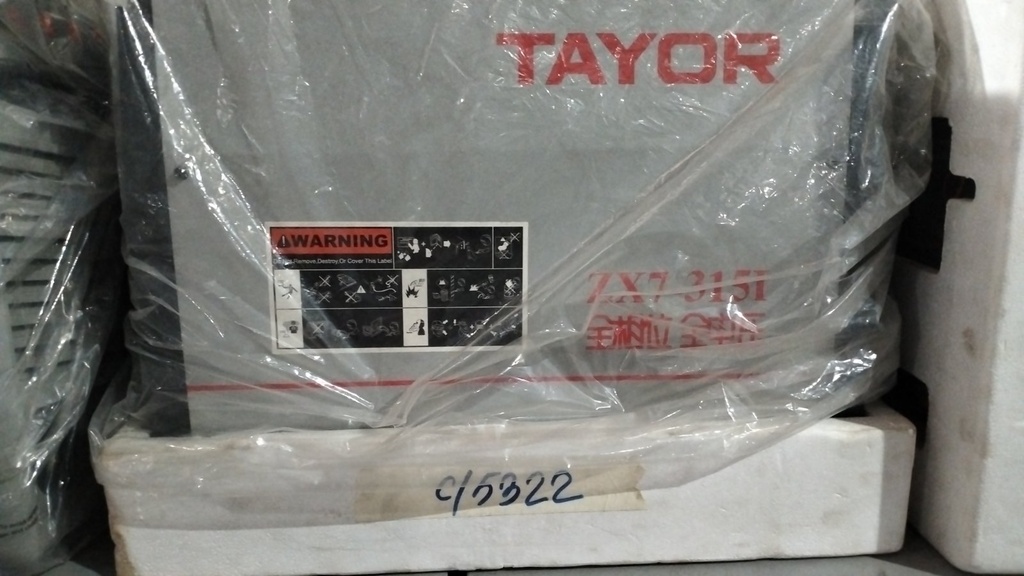 TAYOR
WARNING
Remove,Destroy,Or Cover This Label
ZX7-315I
c/5322